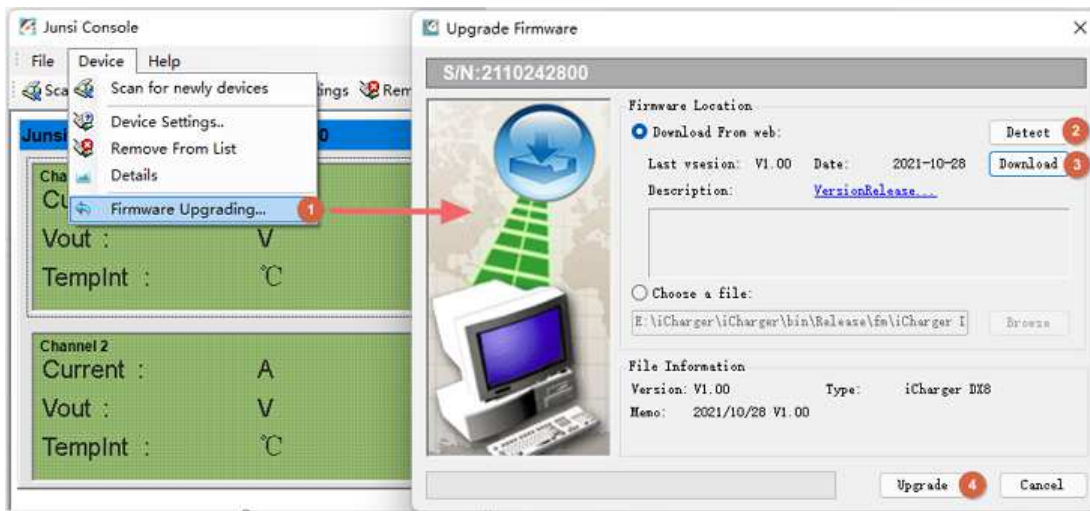 Junsi Console
File Device Help
Sca
ings Rem
Scan for newly devices
Device Settings..
Remove From List
Details
Firmware Upgrading... 1
Junsi
0
Cha
Cu
Vout : V
TempInt : ℃
Channel 2
Current : A
Vout : V
TempInt : ℃
Upgrade Firmware
S/N:2110242800
Firmware Location
Download From web: Detect 2
Last vsesion: V1.00 Date: 2021-10-28 Download 3
Description: VersionRelease...
Choose a file:
E:\iCharger\iCharger\bin\Release\fm\iCharger I Browse
File Information
Version: V1.00 Type: iCharger DX8
Memo: 2021/10/28 V1.00
Upgrade 4 Cancel